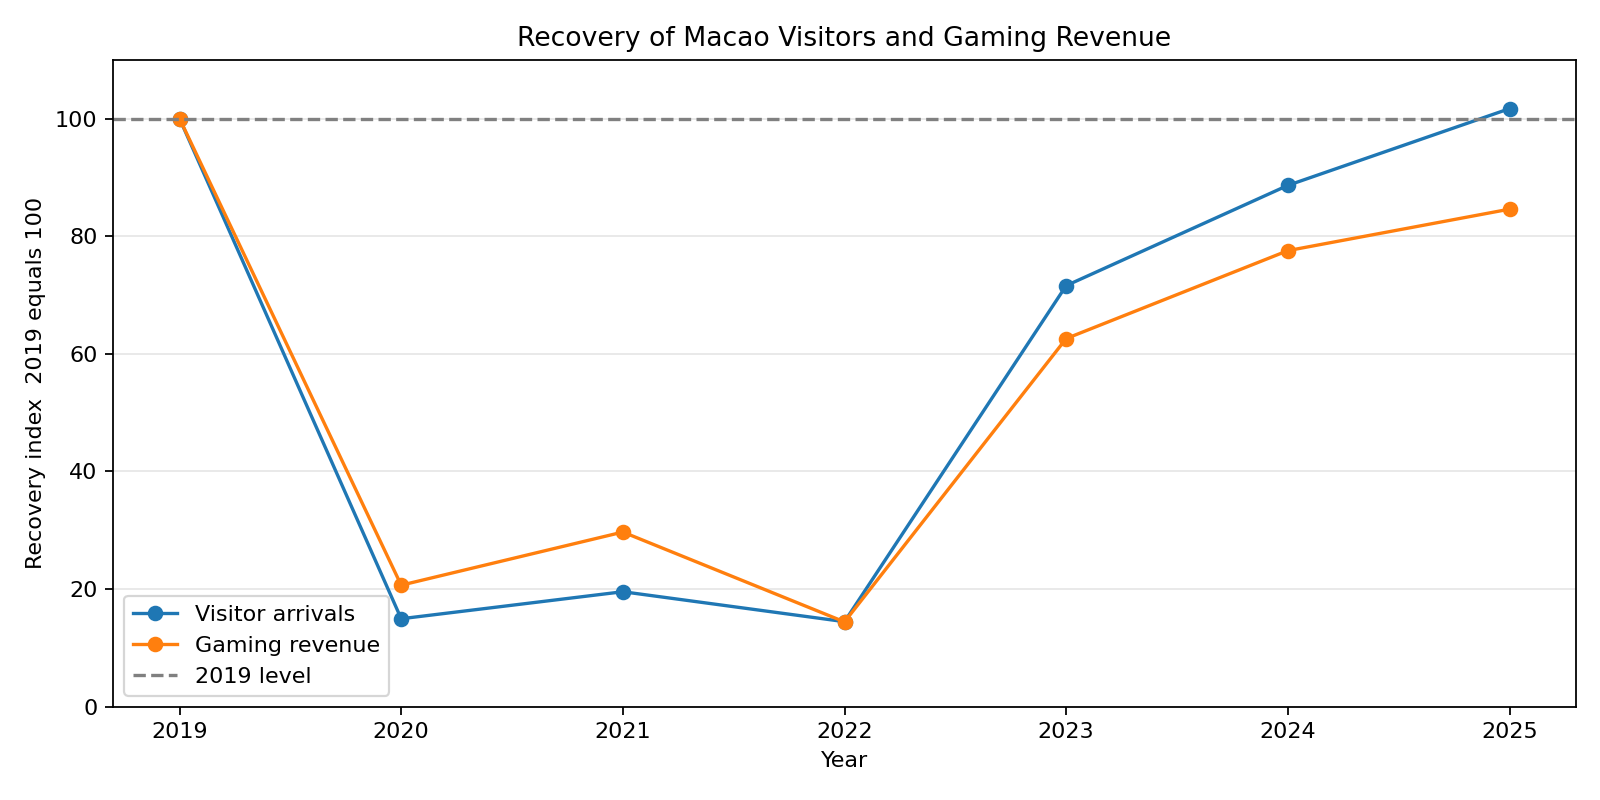 Recovery of Macao Visitors and Gaming Revenue
Recovery index  2019 equals 100
100
80
60
40
20
0
Visitor arrivals
Gaming revenue
2019 level
2019 2020 2021 2022 2023 2024 2025
Year